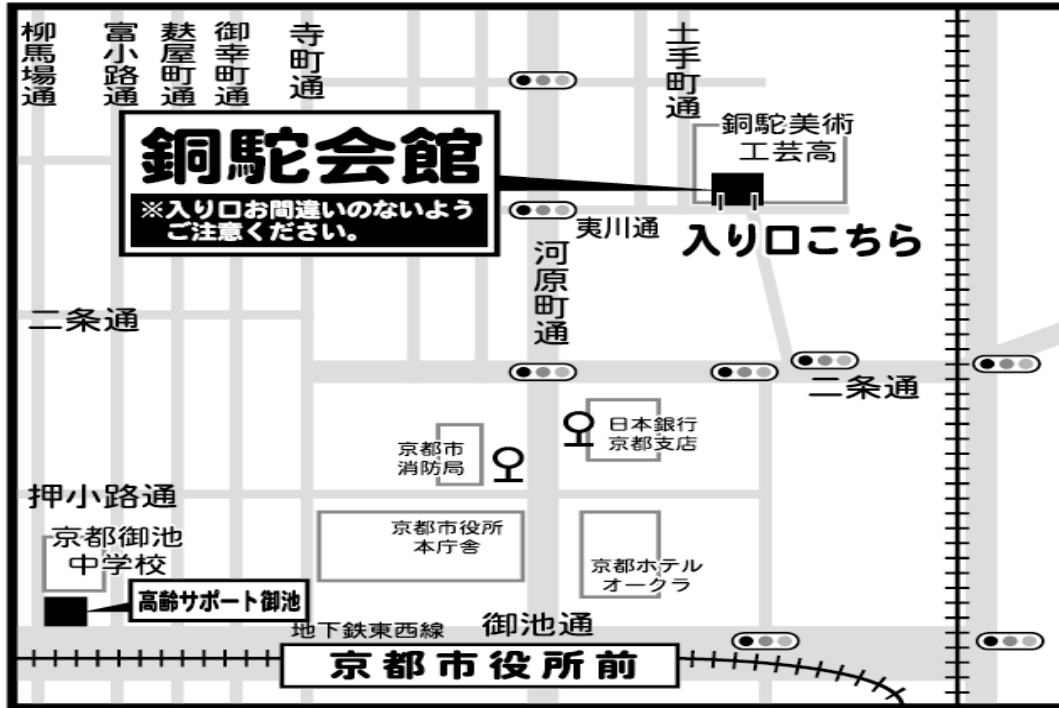 柳馬場通
富小路通
麩屋町通
御幸町通
寺町通
土手町通
銅駝会館
※入り口お間違いのないよう
ご注意ください。
銅駝美術
工芸高
夷川通
入り口こちら
河原町通
二条通
二条通
京都市
消防局
日本銀行
京都支店
押小路通
京都御池
中学校
京都市役所
本庁舎
京都ホテル
オークラ
高齢サポート御池
地下鉄東西線
御池通
京都市役所前